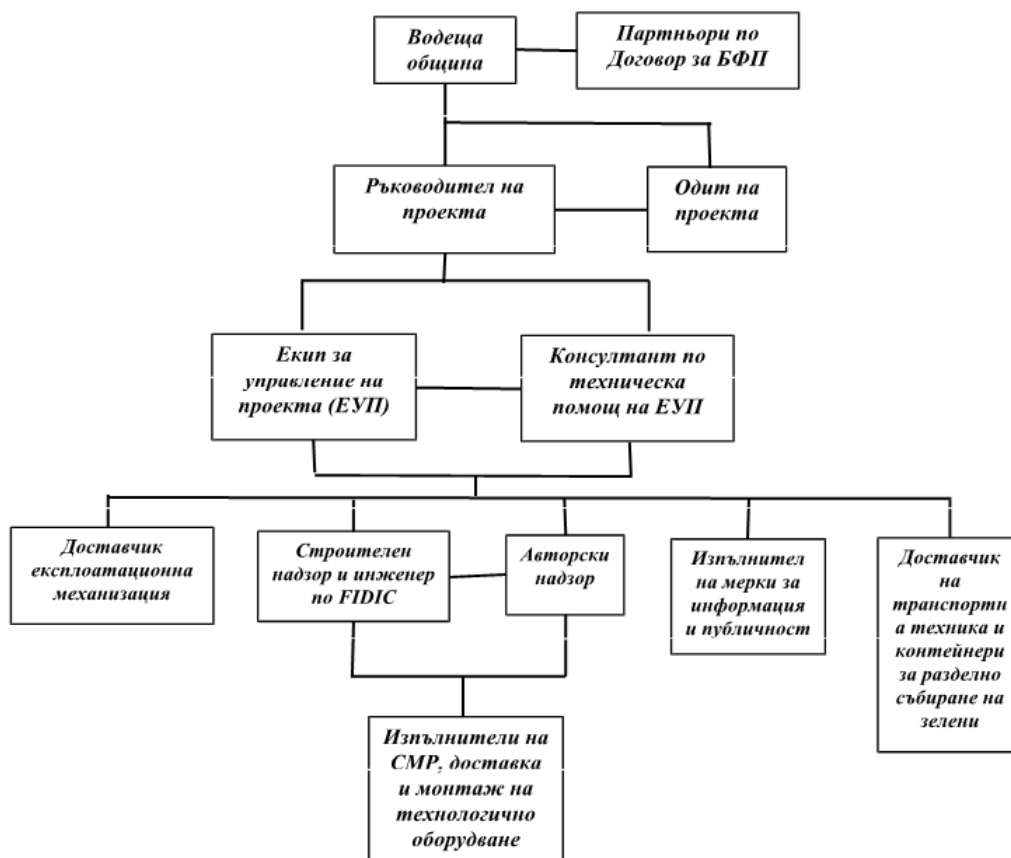 Водеща
община
Партньори по
Договор за БФП
Ръководител на
проекта
Одит на
проекта
Екип за
управление на
проекта (ЕУП)
Консултант по
техническа
помощ на ЕУП
Доставчик
експлоатационна
механизация
Строителен
надзор и инженер
по FIDIC
Авторски
надзор
Изпълнител
на мерки за
информация
и публичност
Доставчик
на
транспортн
а техника и
контейнери
за разделно
събиране на
зелени
Изпълнители на
СМР, доставка
и монтаж на
технологично
оборудване